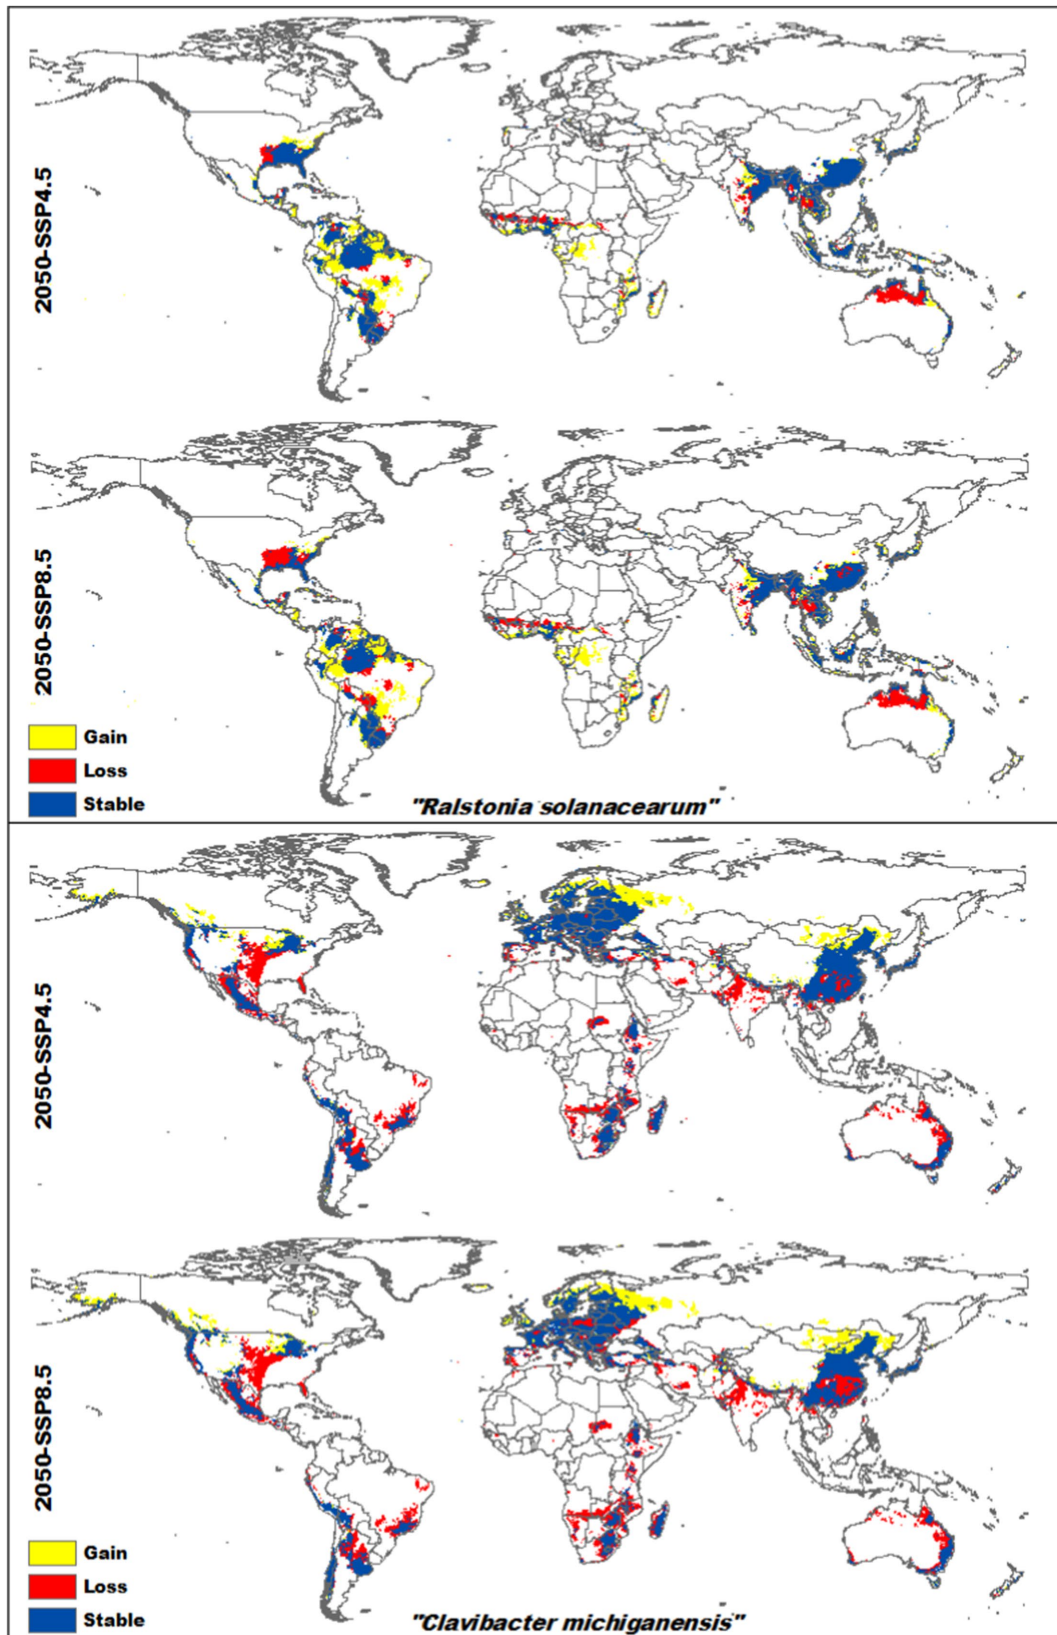 2050-SSP4.5
2050-SSP8.5
Gain
Loss
Stable
"Ralstonia solanacearum"
2050-SSP4.5
2050-SSP8.5
Gain
Loss
Stable
"Clavibacter michiganensis"